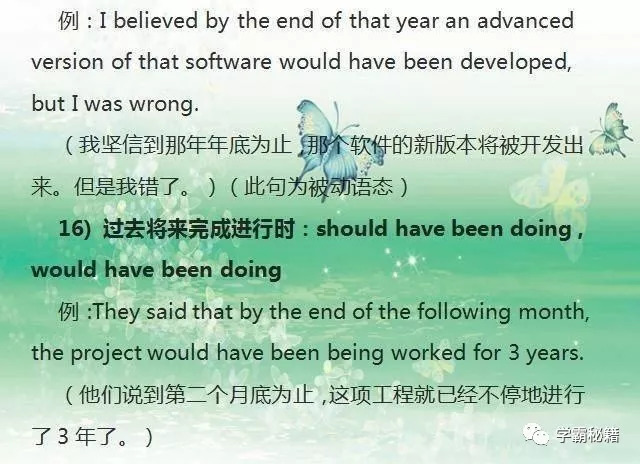 例：I believed by the end of that year an advanced
version of that software would have been developed,
but I was wrong.
（我坚信到那年年底为止，那个软件的新版本将被开发出
来。但是我错了。）（此句为被动语态）
16）过去将来完成进行时：should have been doing，
would have been doing
例：They said that by the end of the following month,
the project would have been being worked for 3 years.
（他们说到第二个月底为止，这项工程就已经不停地进行
了3年了。）
学霸秘籍